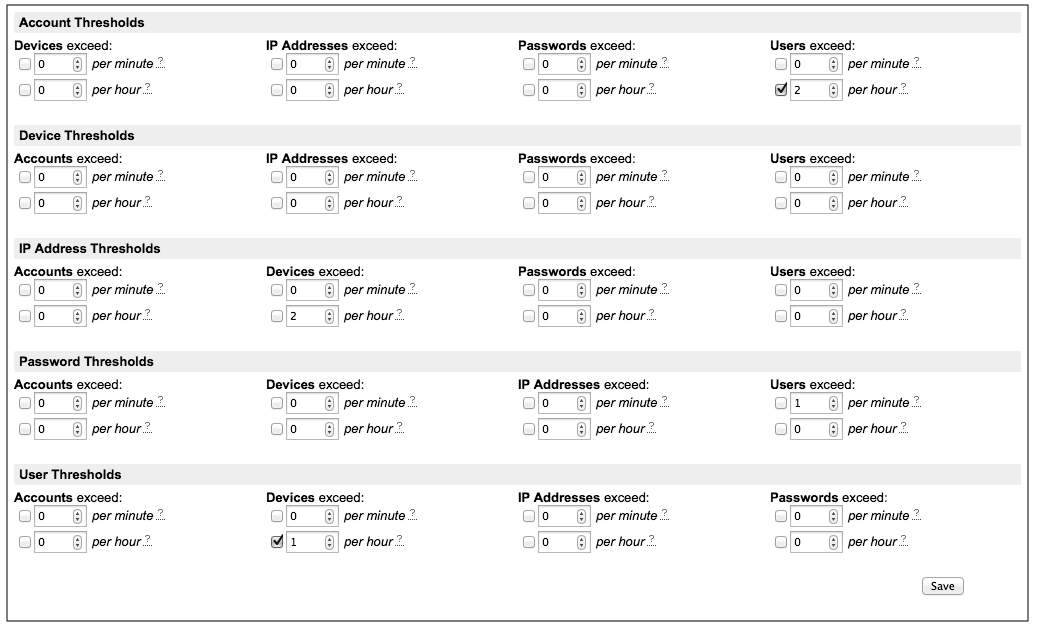 Account Thresholds
Devices exceed: IP Addresses exceed: Passwords exceed: Users exceed:
0 per minute ? 0 per minute ? 0 per minute ? 0 per minute ?
0 per hour ? 0 per hour ? 0 per hour ? 2 per hour ?
Device Thresholds
Accounts exceed: IP Addresses exceed: Passwords exceed: Users exceed:
0 per minute ? 0 per minute ? 0 per minute ? 0 per minute ?
0 per hour ? 0 per hour ? 0 per hour ? 0 per hour ?
IP Address Thresholds
Accounts exceed: Devices exceed: Passwords exceed: Users exceed:
0 per minute ? 0 per minute ? 0 per minute ? 0 per minute ?
0 per hour ? 2 per hour ? 0 per hour ? 0 per hour ?
Password Thresholds
Accounts exceed: Devices exceed: IP Addresses exceed: Users exceed:
0 per minute ? 0 per minute ? 0 per minute ? 1 per minute ?
0 per hour ? 0 per hour ? 0 per hour ? 0 per hour ?
User Thresholds
Accounts exceed: Devices exceed: IP Addresses exceed: Passwords exceed:
0 per minute ? 0 per minute ? 0 per minute ? 0 per minute ?
0 per hour ? 1 per hour ? 0 per hour ? 0 per hour ?
Save